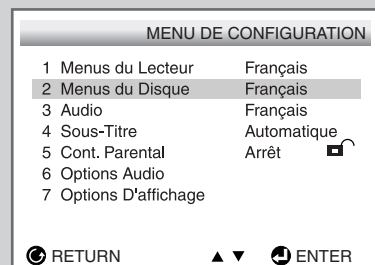 MENU DE CONFIGURATION
1 Menus du Lecteur Français
2 Menus du Disque Français
3 Audio Français
4 Sous-Titre Automatique
5 Cont. Parental Arrêt
6 Options Audio
7 Options D'affichage
RETURN ▲ ▼ ENTER